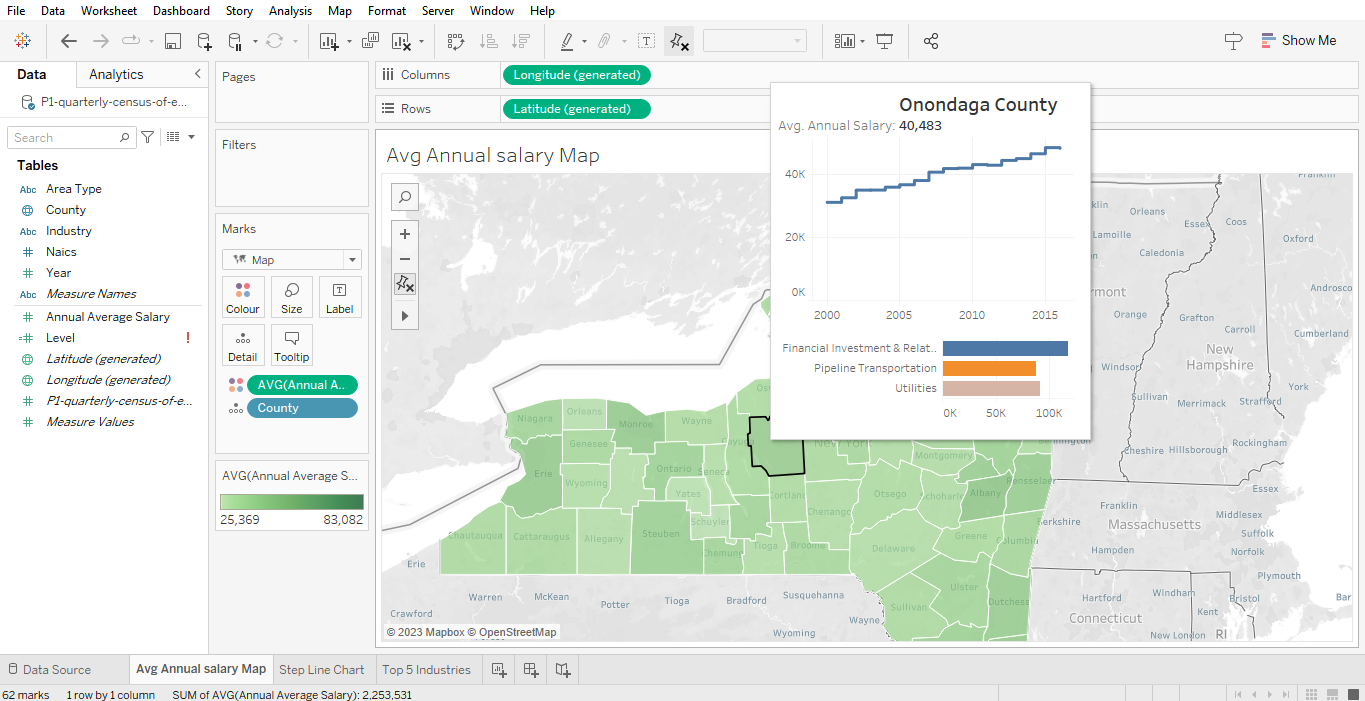 File Data Worksheet Dashboard Story Analysis Map Format Server Window Help
Show Me
Data Analytics
P1-quarterly-census-of-e...
Search
Tables
Abc Area Type
County
Abc Industry
# Naics
# Year
Abc Measure Names
# Annual Average Salary
=# Level !
Latitude (generated)
Longitude (generated)
# P1-quarterly-census-of-e...
# Measure Values
Pages
Filters
Marks
Map
Colour Size Label
Detail Tooltip
AVG(Annual A..
County
AVG(Annual Average S...
25,369 83,082
Columns Longitude (generated)
Rows Latitude (generated)
Avg Annual salary Map
Onondaga County
Avg. Annual Salary: 40,483
40K
20K
0K
2000 2005 2010 2015
Financial Investment & Relat..
Pipeline Transportation
Utilities
0K 50K 100K
Franklin
Orleans
Essex
Coos
Lamoille
Oxford
Caledonia
Androsco
Orange
Grafton
Carroll
Cumberland
Windsor
New
Hampshire
York
Sullivan
Merrimack
Strafford
Rockingham
Cheshire
Hillsborough
Essex
Niagara
Orleans
Monroe
Wayne
Genesee
Erie
Ontario
Seneca
Wyoming
Yates
Cortland
Otsego
Schoharie
Montgomery
Albany
Rensselaer
Chenango
Schuyler
Chautauqua
Cattaraugus
Allegany
Steuben
Chemung
Tioga
Broome
Delaware
Greene
Columbia
Ulster
Sullivan
Dutchess
New York
Berkshire
Franklin
Middlesex
Massachusetts
Suffolk
Hampden
Norfolk
Plymouth
Hartford
Windham
Bristol
Connecticut
Kent
New London
RI
Bar
Erie
Crawford
Warren
McKean
Potter
Tioga
Bradford
Susquehanna
Wayne
Wyoming
© 2023 Mapbox © OpenStreetMap
Data Source Avg Annual salary Map Step Line Chart Top 5 Industries
62 marks 1 row by 1 column SUM of AVG(Annual Average Salary): 2,253,531